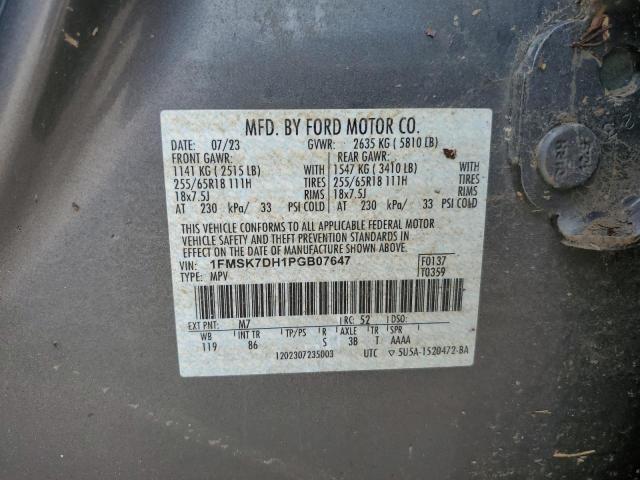 MFD. BY FORD MOTOR CO.
DATE: 07/23 GVWR: 2635 KG ( 5810 LB)
FRONT GAWR: REAR GAWR:
1141 KG ( 2515 LB) WITH 1547 KG ( 3410 LB) WITH
255/65R18 111H TIRES 255/65R18 111H TIRES
18x7.5J RIMS 18x7.5J RIMS
AT 230 kPa/ 33 PSI COLD AT 230 kPa/ 33 PSI COLD
THIS VEHICLE CONFORMS TO ALL APPLICABLE FEDERAL MOTOR
VEHICLE SAFETY AND THEFT PREVENTION STANDARDS IN
EFFECT ON THE DATE OF MANUFACTURE SHOWN ABOVE.
VIN: 1FMSK7DH1PGB07647 F0137
TYPE: MPV T0359
EXT PNT: M7 RC: 52 DSO:
WB INT TR TP/PS R AXLE TR SPR
119 86 S 3B T AAAA
1202307235003 UTC ▽ 5U5A-1520472-BA